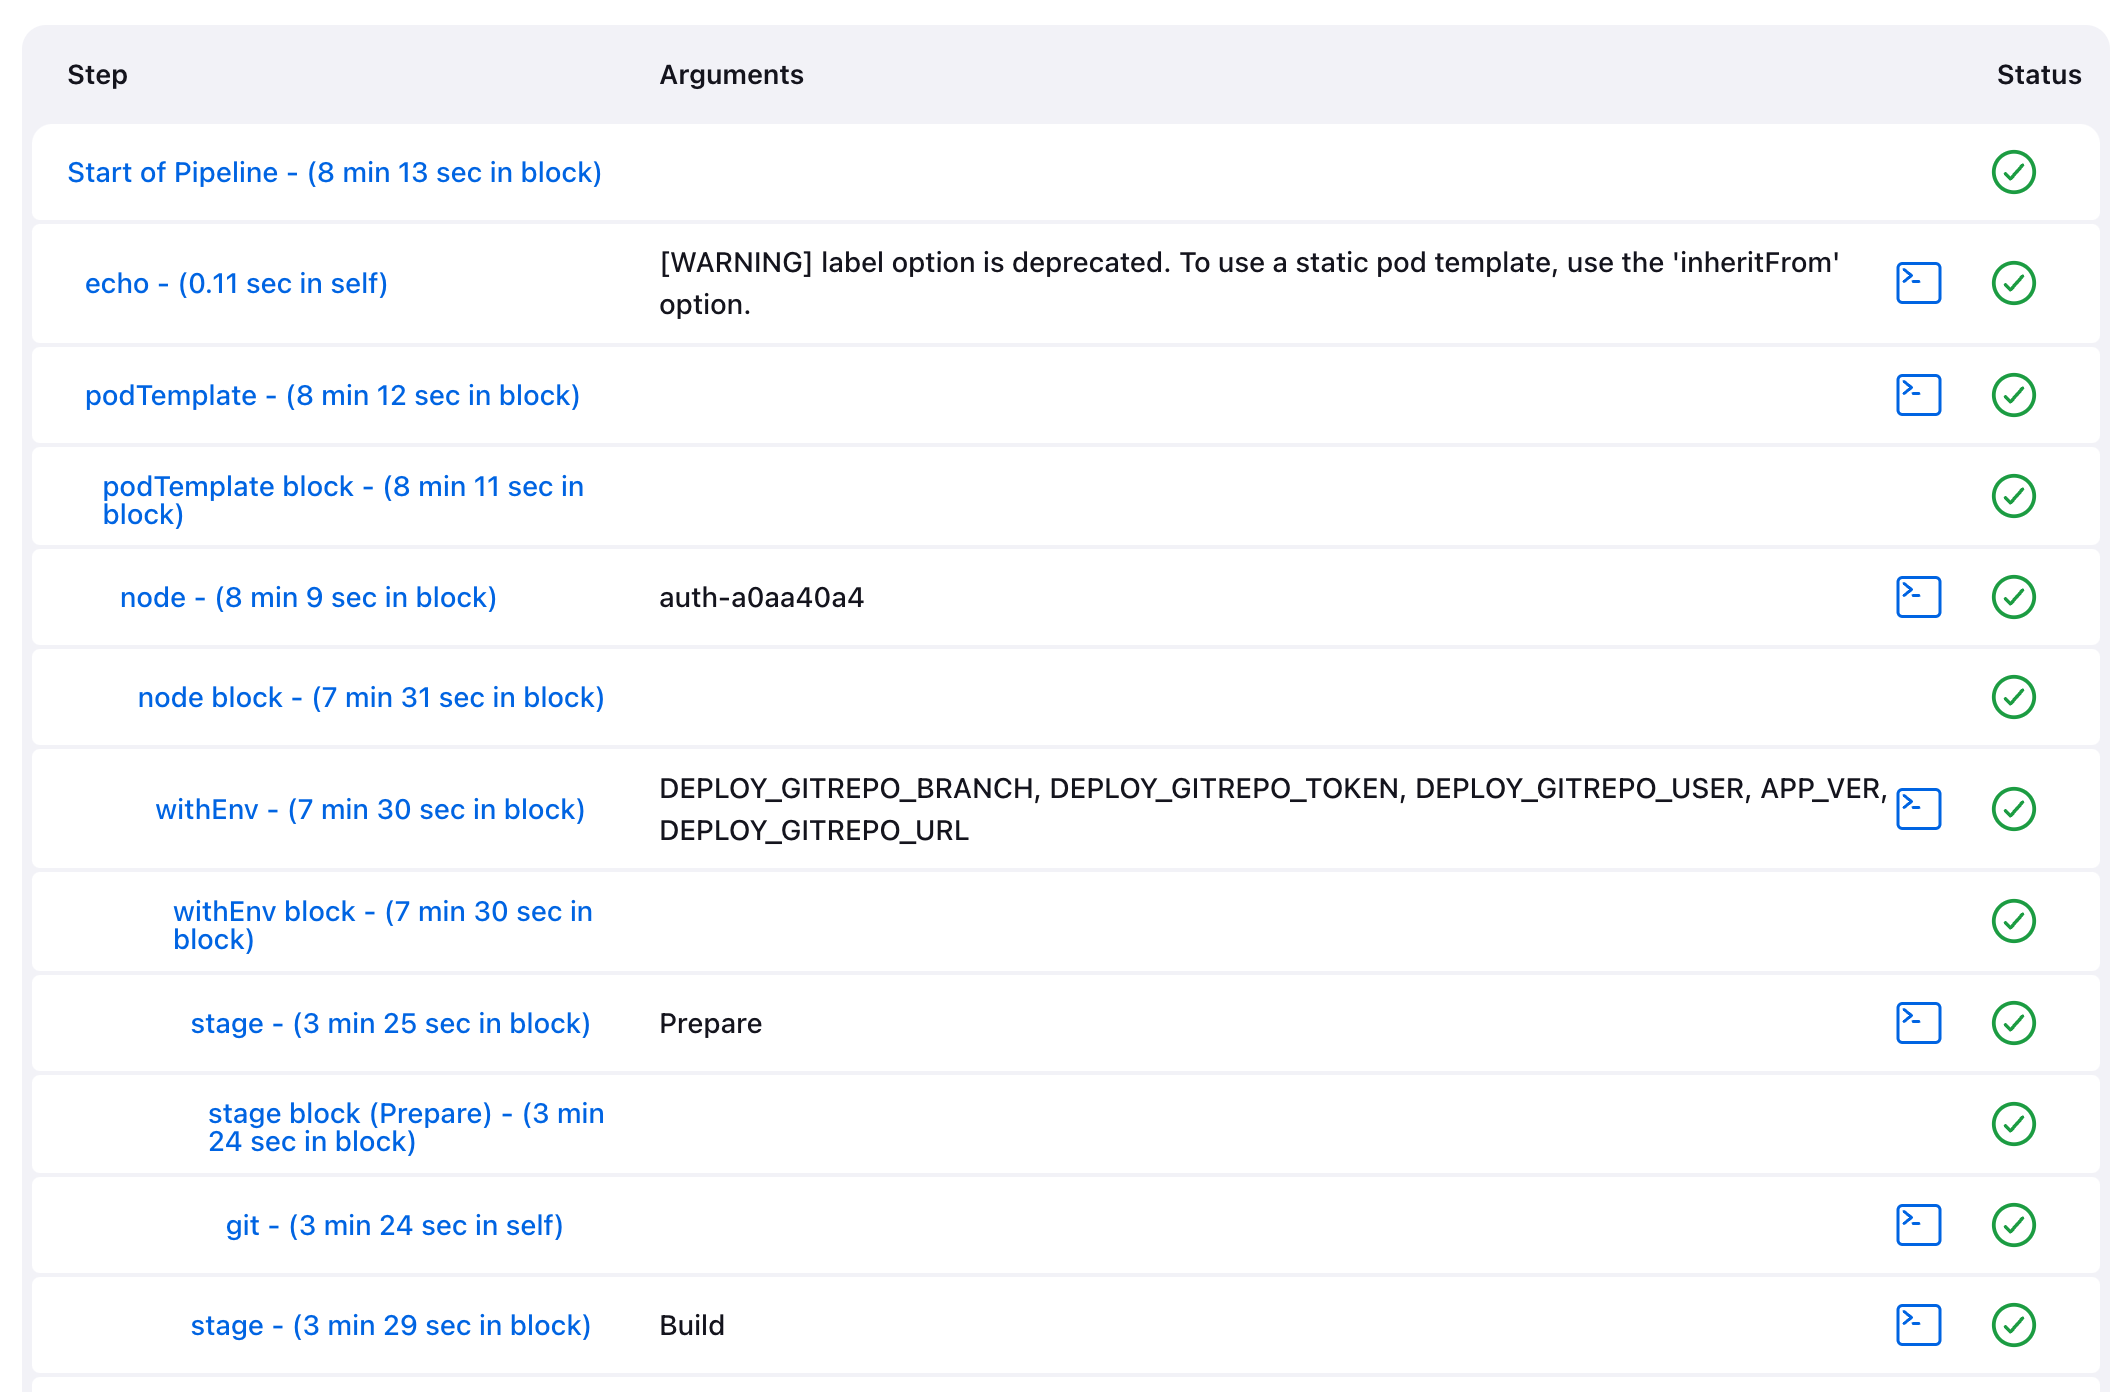 Step Arguments Status
Start of Pipeline - (8 min 13 sec in block)
echo - (0.11 sec in self)
[WARNING] label option is deprecated. To use a static pod template, use the 'inheritFrom'
option.
podTemplate - (8 min 12 sec in block)
podTemplate block - (8 min 11 sec in
block)
node - (8 min 9 sec in block) auth-a0aa40a4
node block - (7 min 31 sec in block)
withEnv - (7 min 30 sec in block)
DEPLOY_GITREPO_BRANCH, DEPLOY_GITREPO_TOKEN, DEPLOY_GITREPO_USER, APP_VER,
DEPLOY_GITREPO_URL
withEnv block - (7 min 30 sec in
block)
stage - (3 min 25 sec in block) Prepare
stage block (Prepare) - (3 min
24 sec in block)
git - (3 min 24 sec in self)
stage - (3 min 29 sec in block) Build